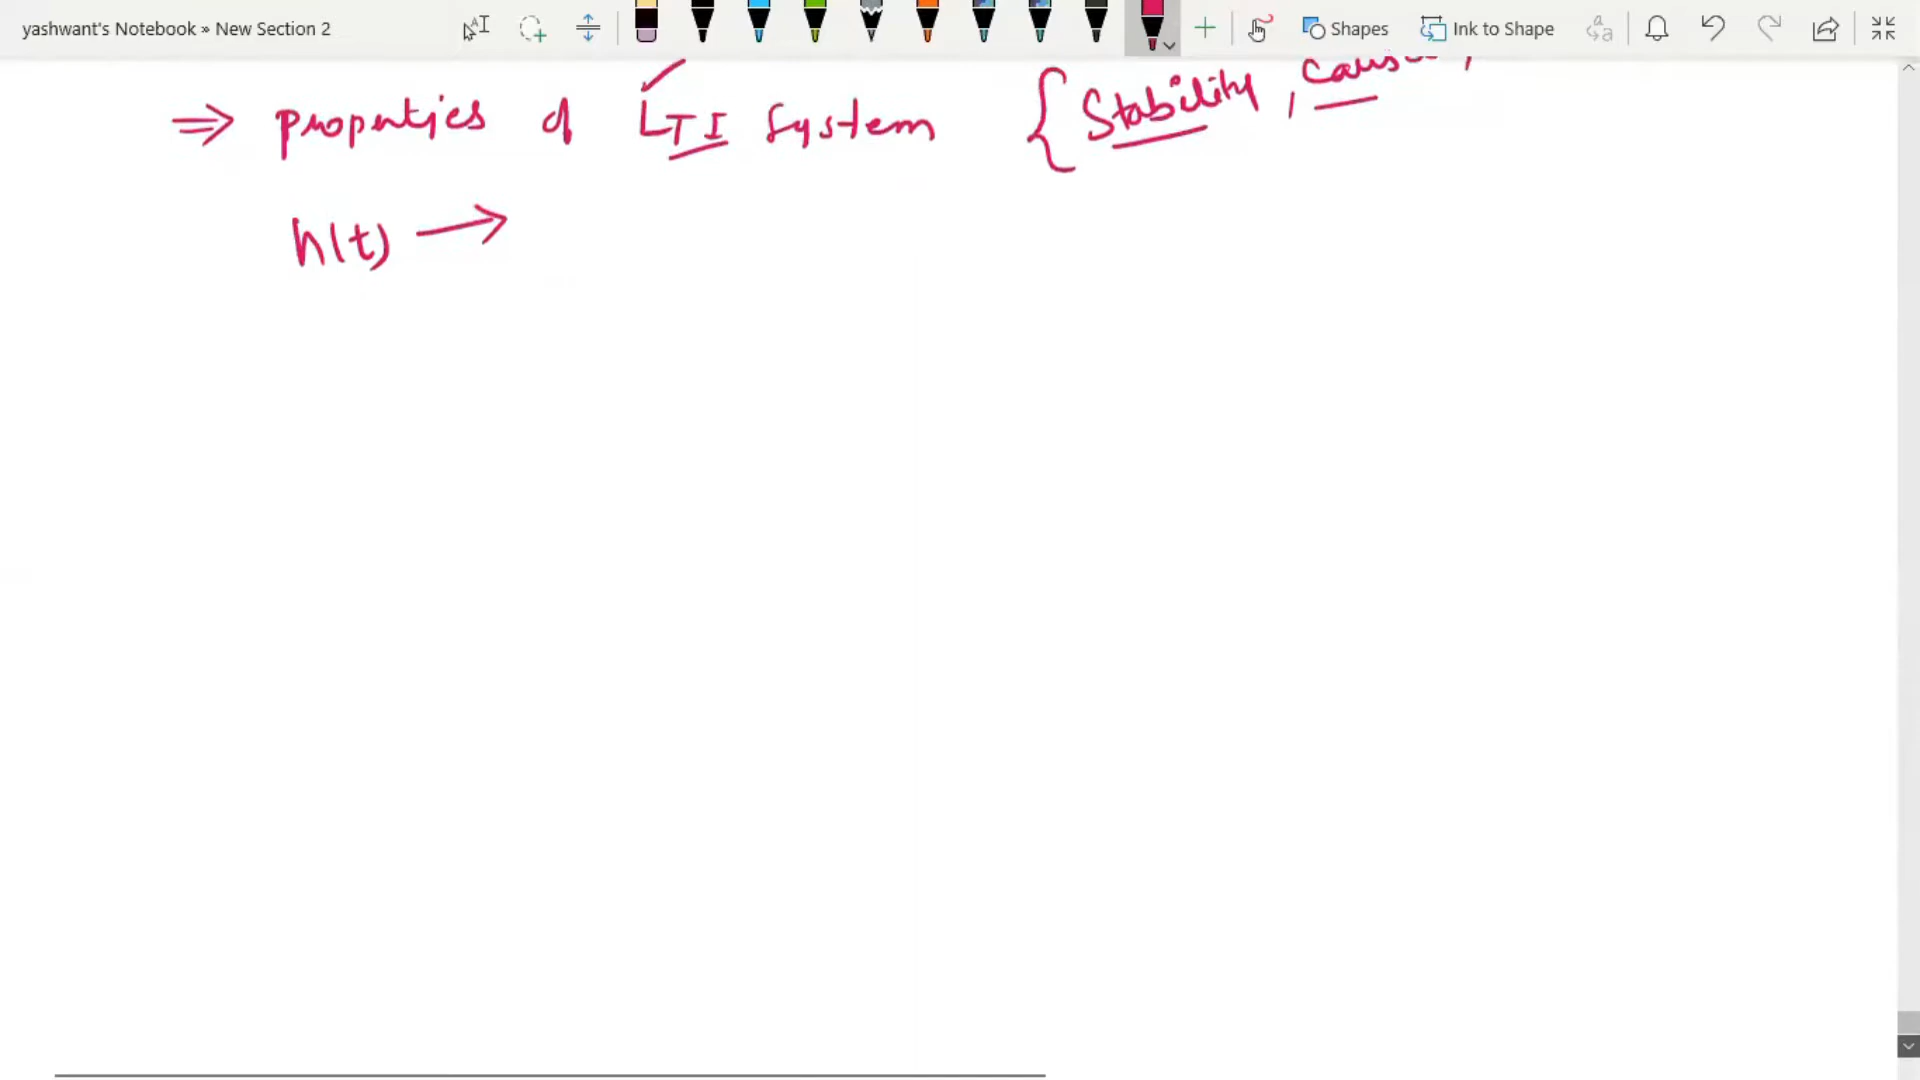 yashwant's Notebook » New Section 2
Shapes
Ink to Shape
⇒ properties of LTI System { Stability ,
h(t) →